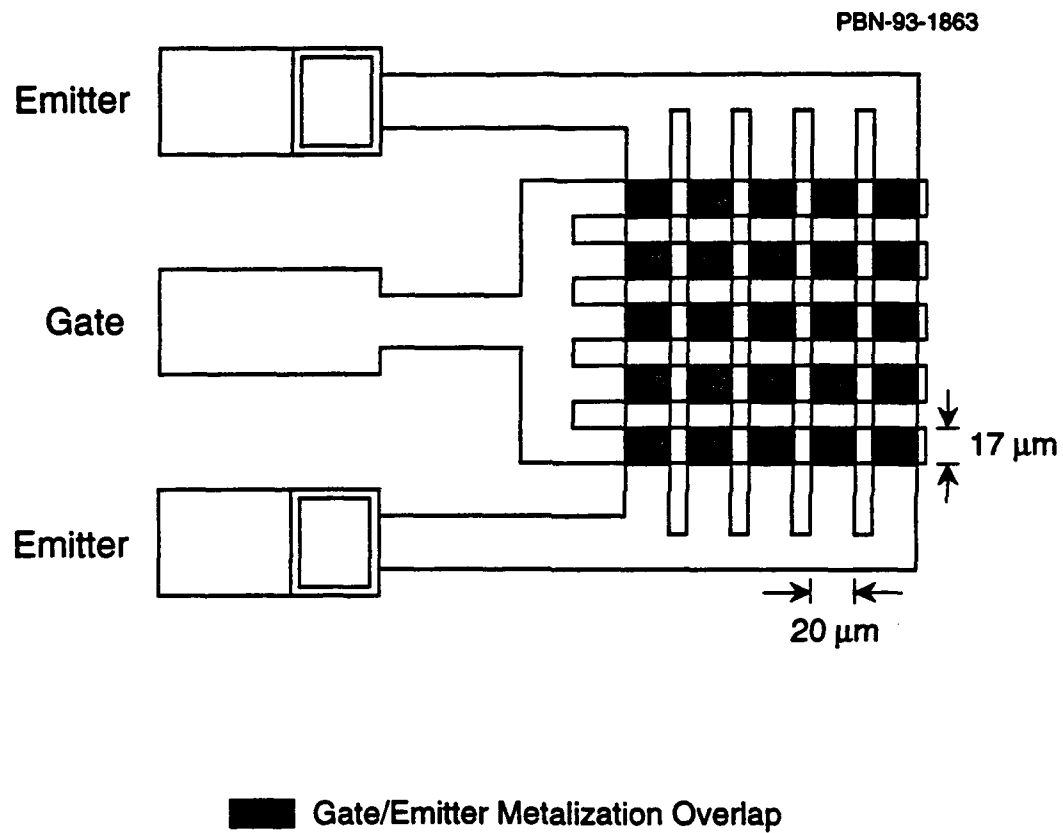 PBN-93-1863
Emitter
Gate
Emitter
17 μm
20 μm
Gate/Emitter Metalization Overlap